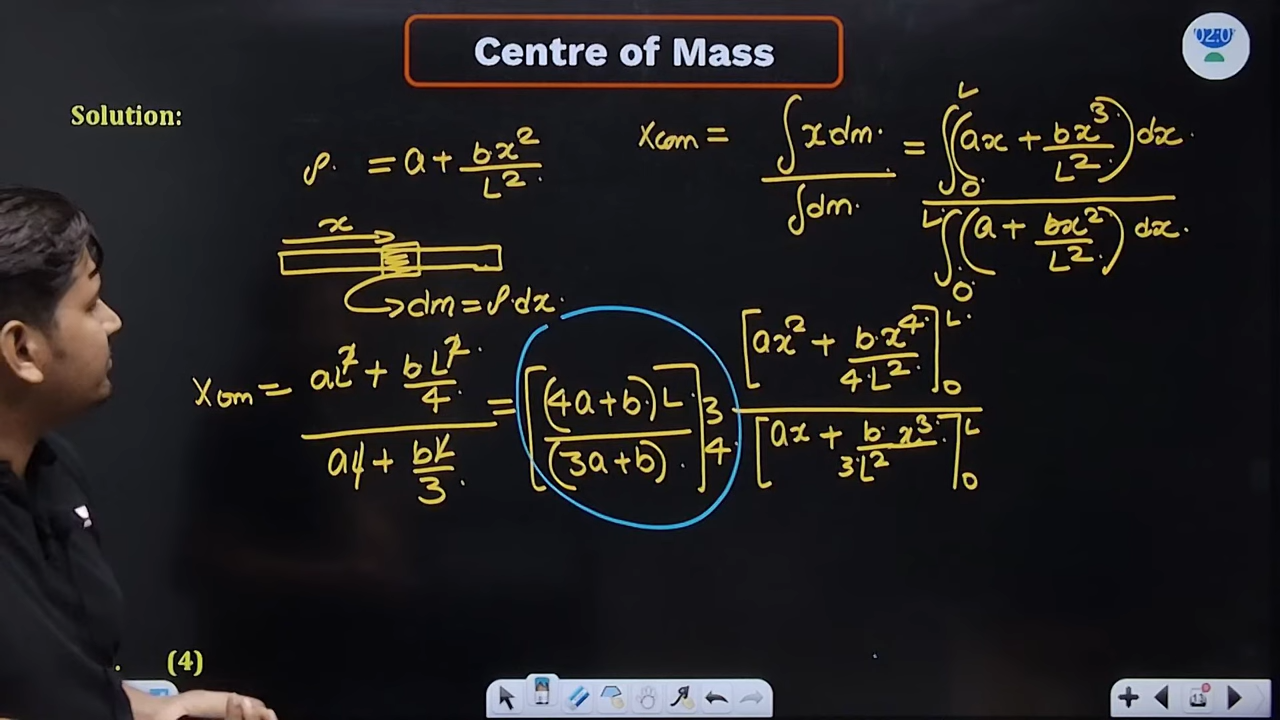 Centre of Mass
Solution:
ρ = a + bx²/L²
x
dm = ρ dx.
xcom = ∫x dm / ∫dm = ∫₀ᴸ (ax + bx³/L²) dx / ∫₀ᴸ (a + bx²/L²) dx.
[ax² + bx⁴/4L²]₀ᴸ / [ax + bx³/3L²]₀ᴸ
xcom = (aL² + bL²/4) / (aL + bL/3) = [(4a+b)L / (3a+b)] 3/4
(4)
13